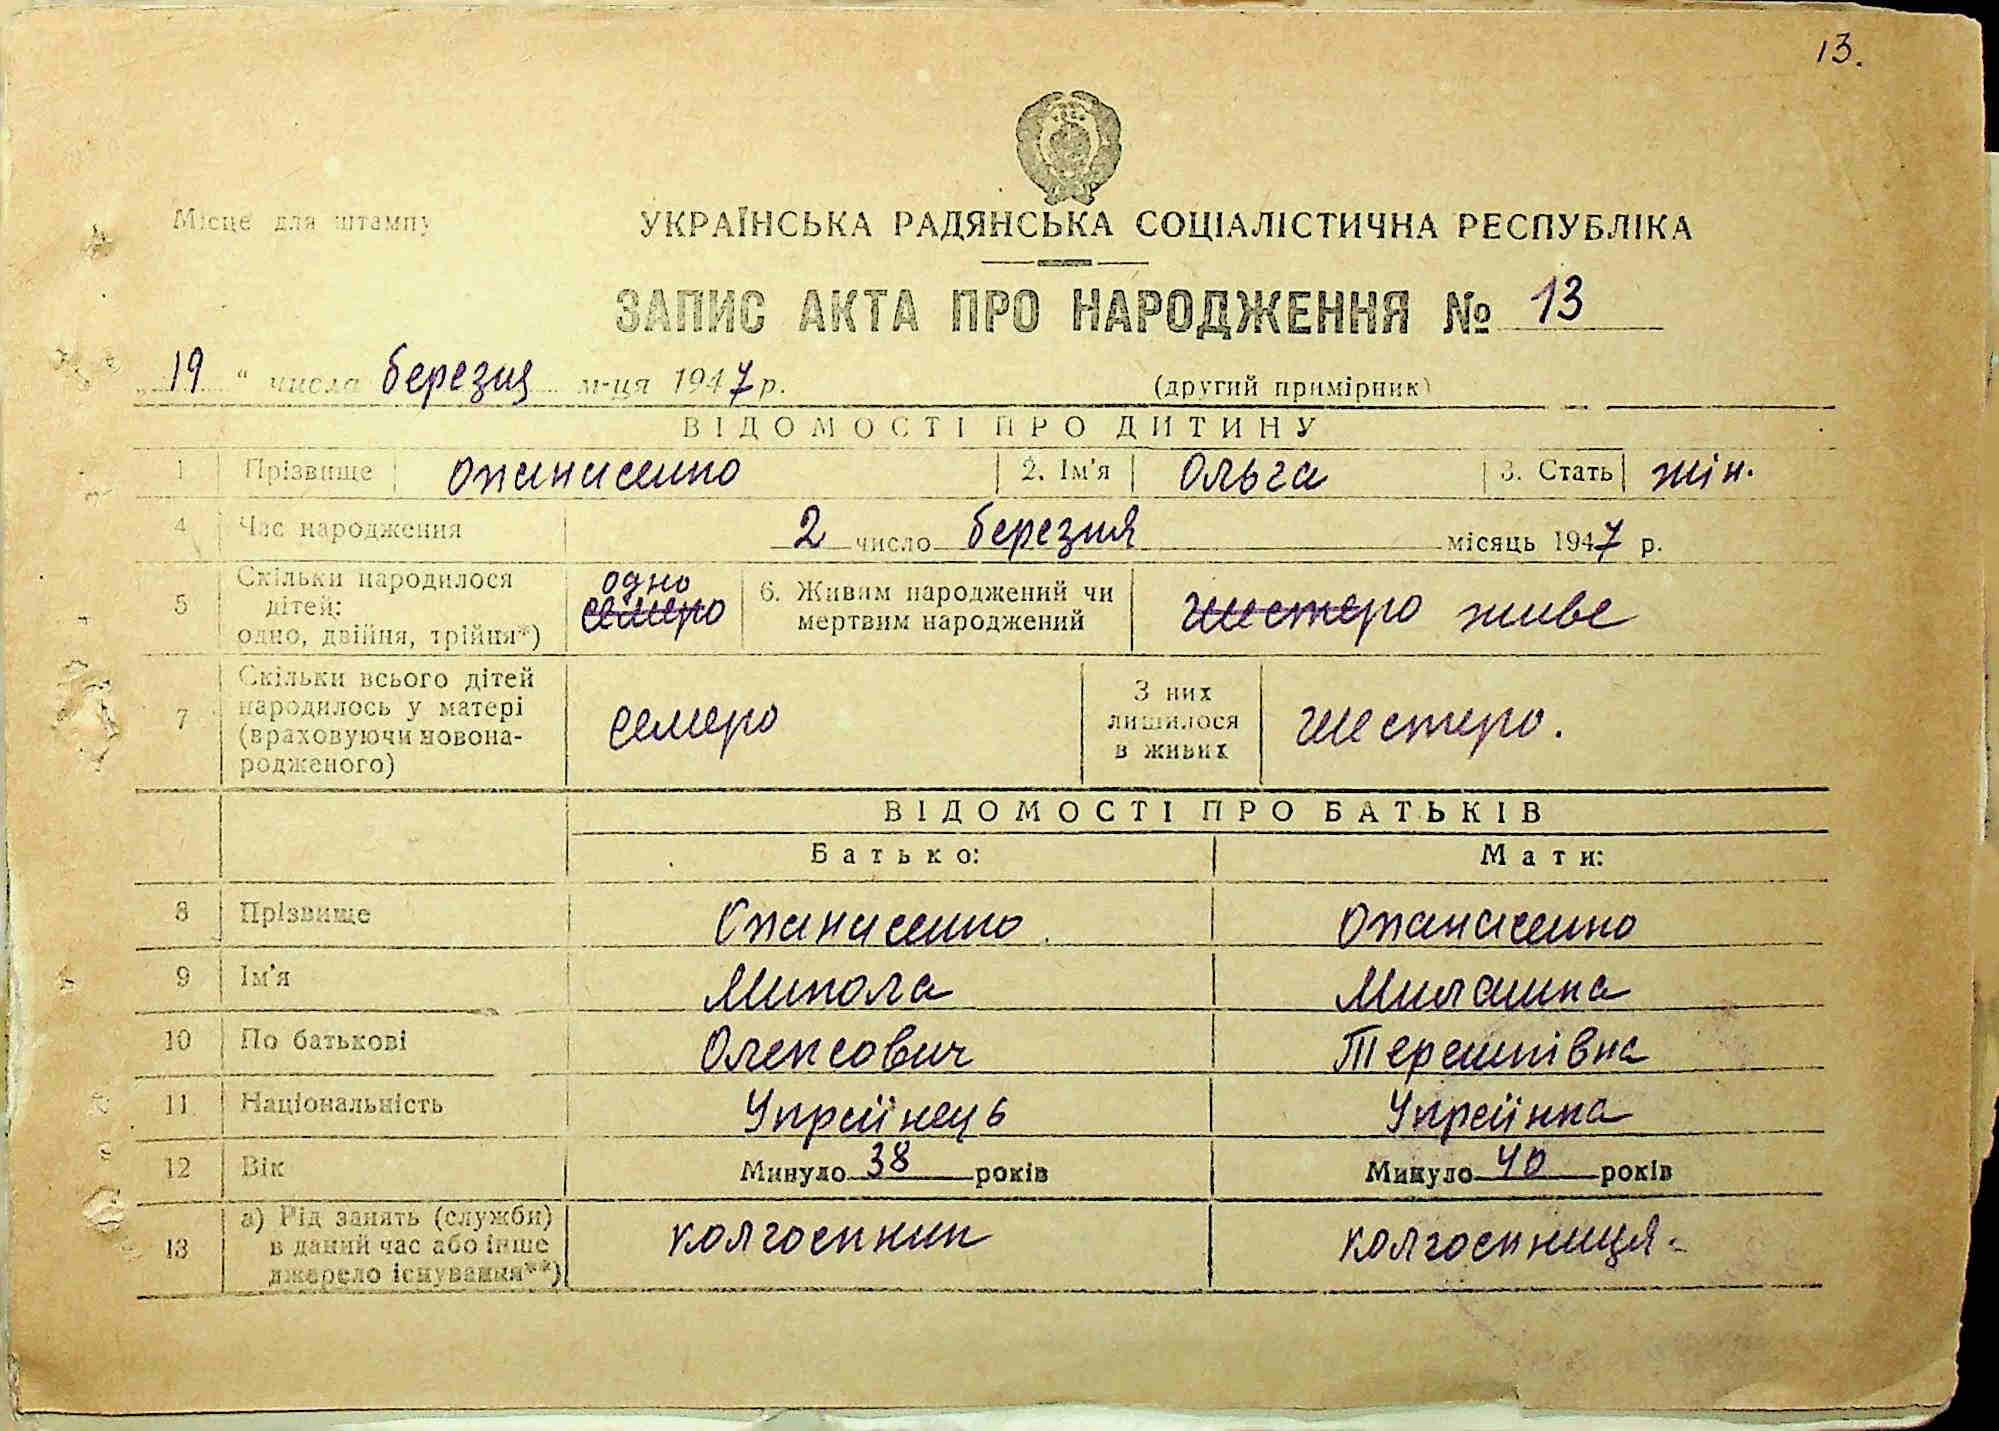 13.
Місце для штампу
УКРАЇНСЬКА РАДЯНСЬКА СОЦІАЛІСТИЧНА РЕСПУБЛІКА
ЗАПИС АКТА ПРО НАРОДЖЕННЯ № 13
„ 19 “ числа березня м-ця 1947 р. (другий примірник)
ВІДОМОСТІ ПРО ДИТИНУ
1 Прізвище Опанасенко 2. Ім'я Ольга 3. Стать жін.
4 Час народження 2 число березня місяць 1947 р.
5 Скільки народилося дітей: одно, двійня, трійня*) одно семеро 6. Живим народжений чи мертвим народжений шестеро живе
7 Скільки всього дітей народилось у матері (враховуючи новонародженого) семеро З них лишилося в живих шестеро.
ВІДОМОСТІ ПРО БАТЬКІВ
Батько: Мати:
8 Прізвище Опанасенко Опанасенко
9 Ім'я Микола Милашка
10 По батькові Олексович Терешківна
11 Національність Украйнець Украйнка
12 Вік Минуло 38 років Минуло 40 років
13 а) Рід занять (служби) в даний час або інше джерело існування**) колгоспник колгоспниця.